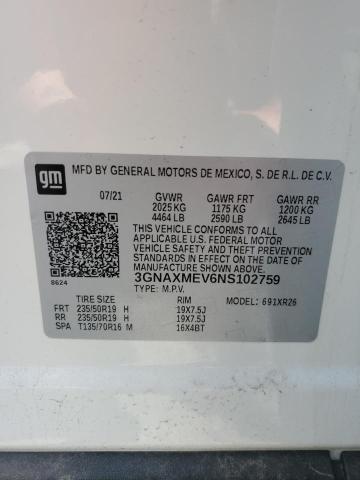 gm
MFD BY GENERAL MOTORS DE MEXICO, S. DE R.L. DE C.V.
07/21 GVWR GAWR FRT GAWR RR
2025 KG 1175 KG 1200 KG
4464 LB 2590 LB 2645 LB
THIS VEHICLE CONFORMS TO ALL
APPLICABLE U.S. FEDERAL MOTOR
VEHICLE SAFETY AND THEFT PREVENTION
STANDARDS IN EFFECT ON THE DATE OF
MANUFACTURE SHOWN ABOVE.
8624 3GNAXMEV6NS102759
TYPE: M.P.V.
TIRE SIZE RIM MODEL: 691XR26
FRT 235/50R19 H 19X7.5J
RR 235/50R19 H 19X7.5J
SPA T135/70R16 M 16X4BT